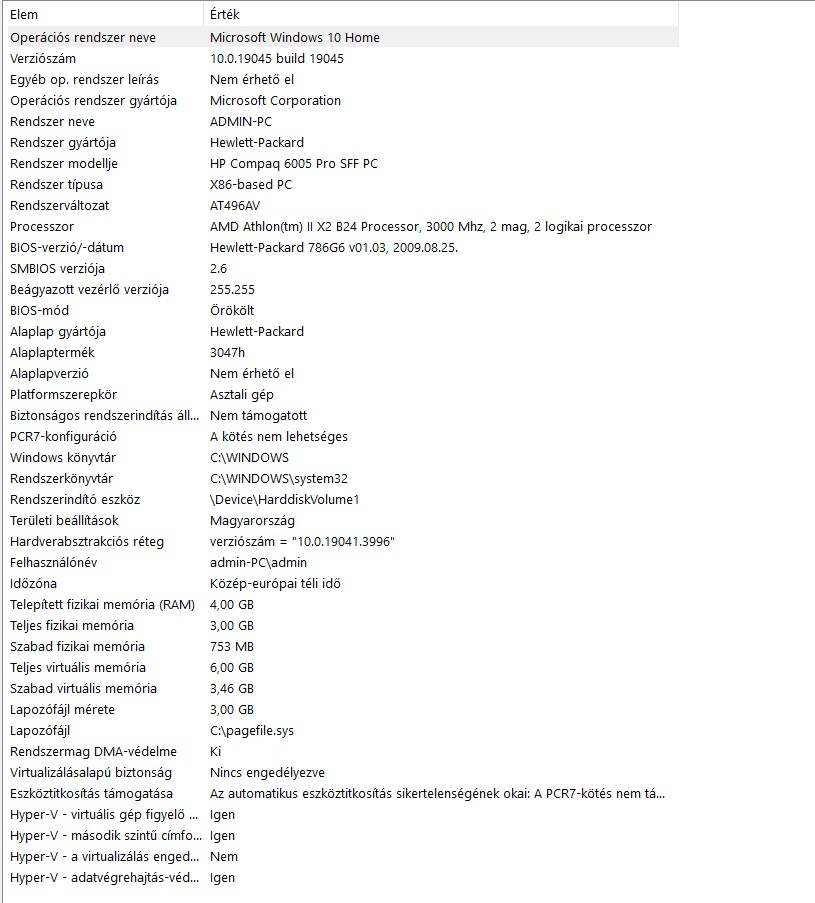 Elem Érték
Operációs rendszer neve Microsoft Windows 10 Home
Verziószám 10.0.19045 build 19045
Egyéb op. rendszer leírás Nem érhető el
Operációs rendszer gyártója Microsoft Corporation
Rendszer neve ADMIN-PC
Rendszer gyártója Hewlett-Packard
Rendszer modellje HP Compaq 6005 Pro SFF PC
Rendszer típusa X86-based PC
Rendszerváltozat AT496AV
Processzor AMD Athlon(tm) II X2 B24 Processor, 3000 Mhz, 2 mag, 2 logikai processzor
BIOS-verzió/-dátum Hewlett-Packard 786G6 v01.03, 2009.08.25.
SMBIOS verziója 2.6
Beágyazott vezérlő verziója 255.255
BIOS-mód Örökölt
Alaplap gyártója Hewlett-Packard
Alaplaptermék 3047h
Alaplapverzió Nem érhető el
Platformszerepkör Asztali gép
Biztonságos rendszerindítás áll... Nem támogatott
PCR7-konfiguráció A kötés nem lehetséges
Windows könyvtár C:\WINDOWS
Rendszerkönyvtár C:\WINDOWS\system32
Rendszerindító eszköz \Device\HarddiskVolume1
Területi beállítások Magyarország
Hardverabsztrakciós réteg verziószám = "10.0.19041.3996"
Felhasználónév admin-PC\admin
Időzóna Közép-európai téli idő
Telepített fizikai memória (RAM) 4,00 GB
Teljes fizikai memória 3,00 GB
Szabad fizikai memória 753 MB
Teljes virtuális memória 6,00 GB
Szabad virtuális memória 3,46 GB
Lapozófájl mérete 3,00 GB
Lapozófájl C:\pagefile.sys
Rendszermag DMA-védelme Ki
Virtualizálásalapú biztonság Nincs engedélyezve
Eszköztitkosítás támogatása Az automatikus eszköztitkosítás sikertelenségének okai: A PCR7-kötés nem tá...
Hyper-V - virtuális gép figyelő ... Igen
Hyper-V - második szintű címfo... Igen
Hyper-V - a virtualizálás enged... Nem
Hyper-V - adatvégrehajtás-véd... Igen